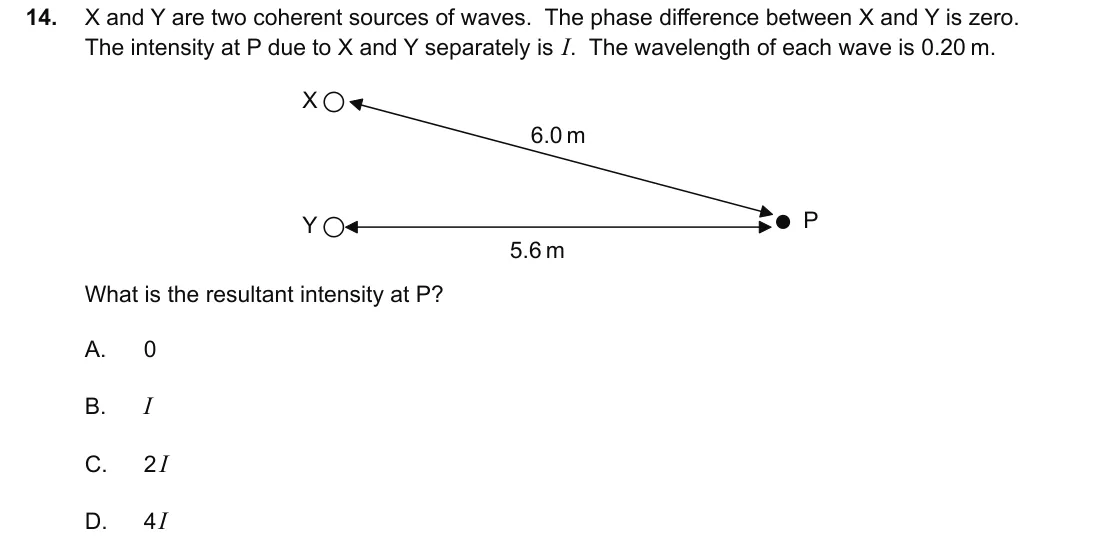 14. X and Y are two coherent sources of waves. The phase difference between X and Y is zero.
The intensity at P due to X and Y separately is I. The wavelength of each wave is 0.20 m.
X
6.0 m
Y
P
5.6 m
What is the resultant intensity at P?
A. 0
B. I
C. 2I
D. 4I